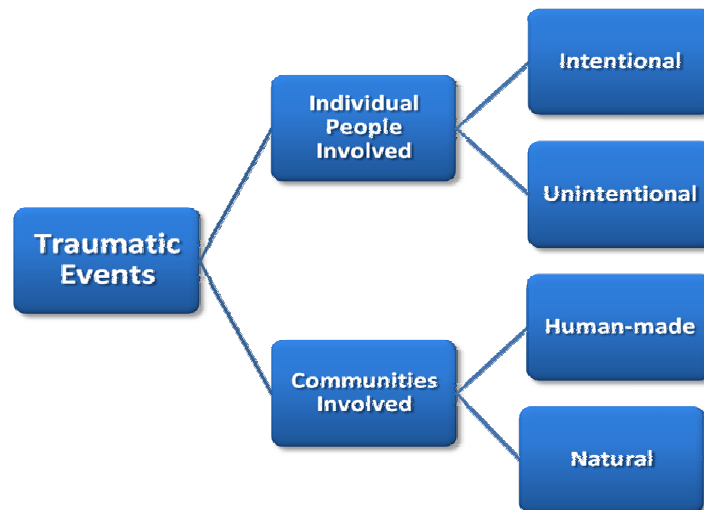 Traumatic
Events
Individual
People
Involved
Intentional
Unintentional
Communities
Involved
Human-made
Natural